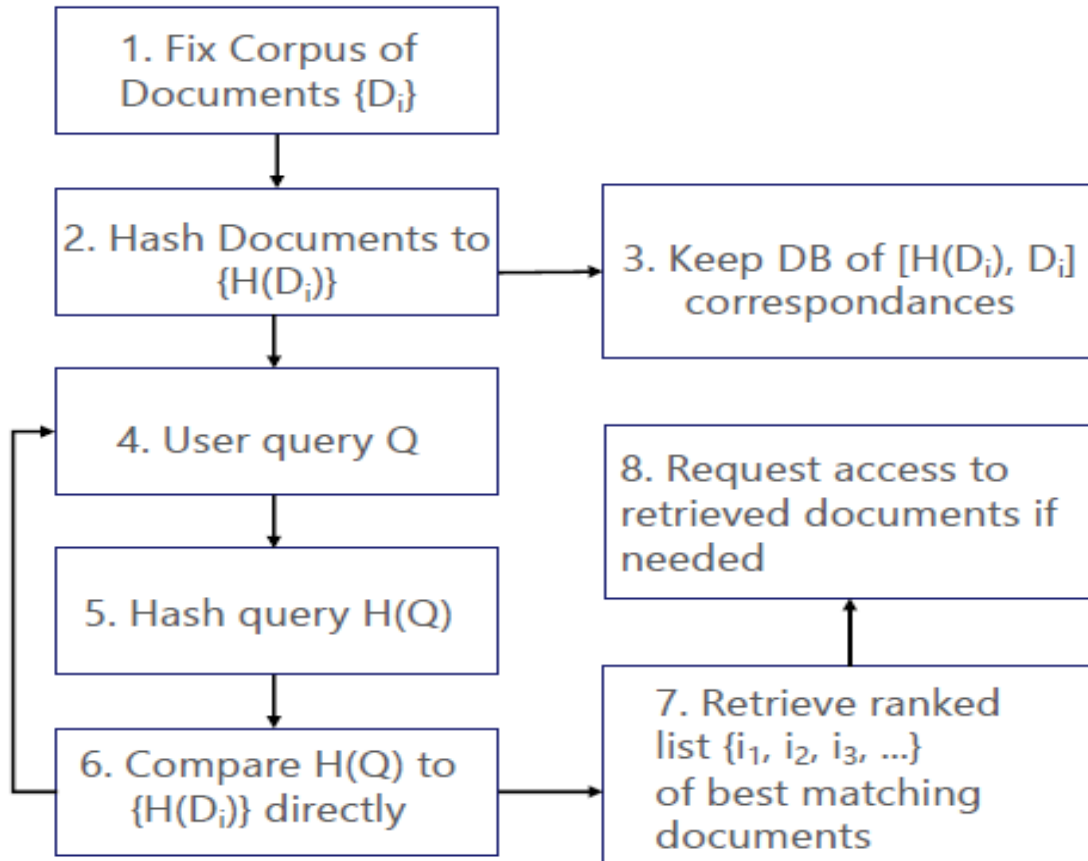 1. Fix Corpus of
Documents {Dᵢ}
2. Hash Documents to
{H(Dᵢ)}
3. Keep DB of [H(Dᵢ), Dᵢ]
correspondances
4. User query Q
5. Hash query H(Q)
6. Compare H(Q) to
{H(Dᵢ)} directly
7. Retrieve ranked
list {i₁, i₂, i₃, ...}
of best matching
documents
8. Request access to
retrieved documents if
needed